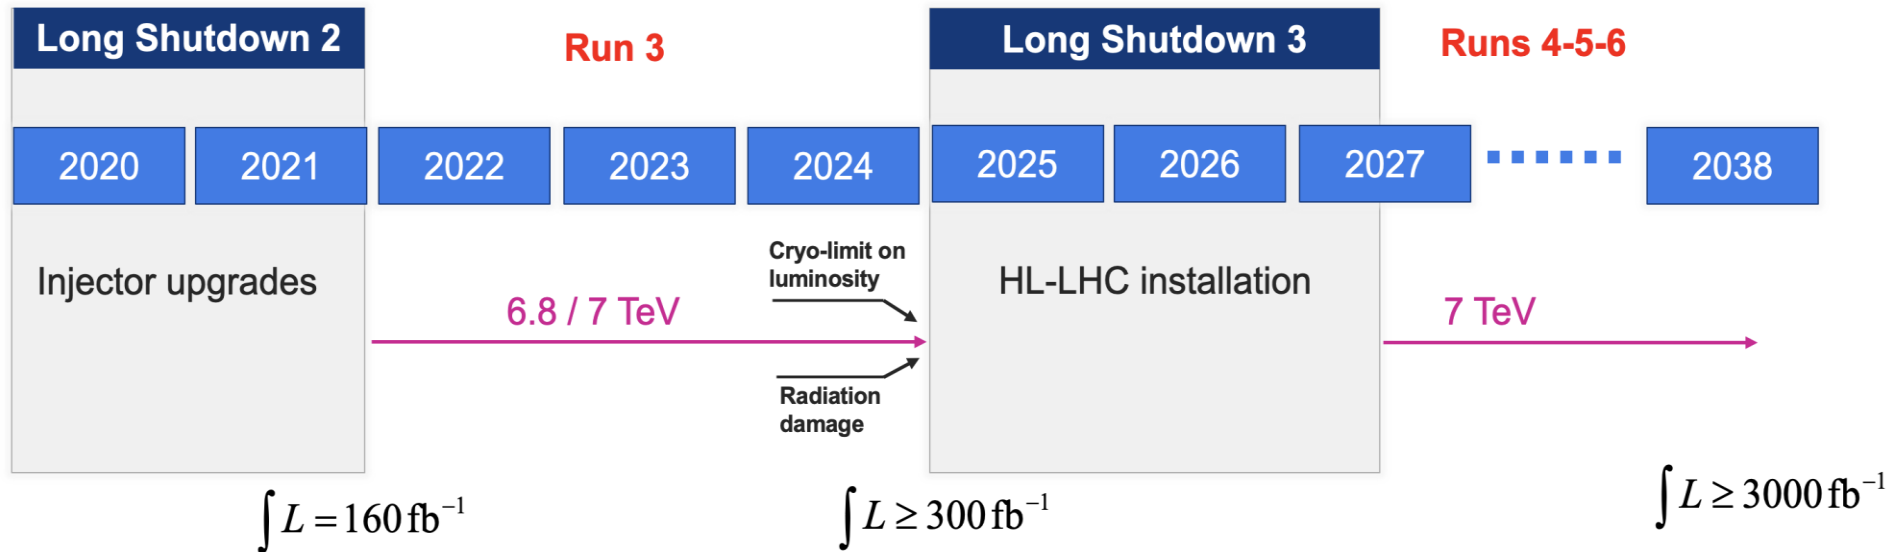 Long Shutdown 2
Run 3
Long Shutdown 3
Runs 4-5-6
2020
2021
2022
2023
2024
2025
2026
2027
2038
Injector upgrades
6.8 / 7 TeV
Cryo-limit on
luminosity
Radiation
damage
HL-LHC installation
7 TeV
∫ L = 160 fb⁻¹
∫ L ≥ 300 fb⁻¹
∫ L ≥ 3000 fb⁻¹